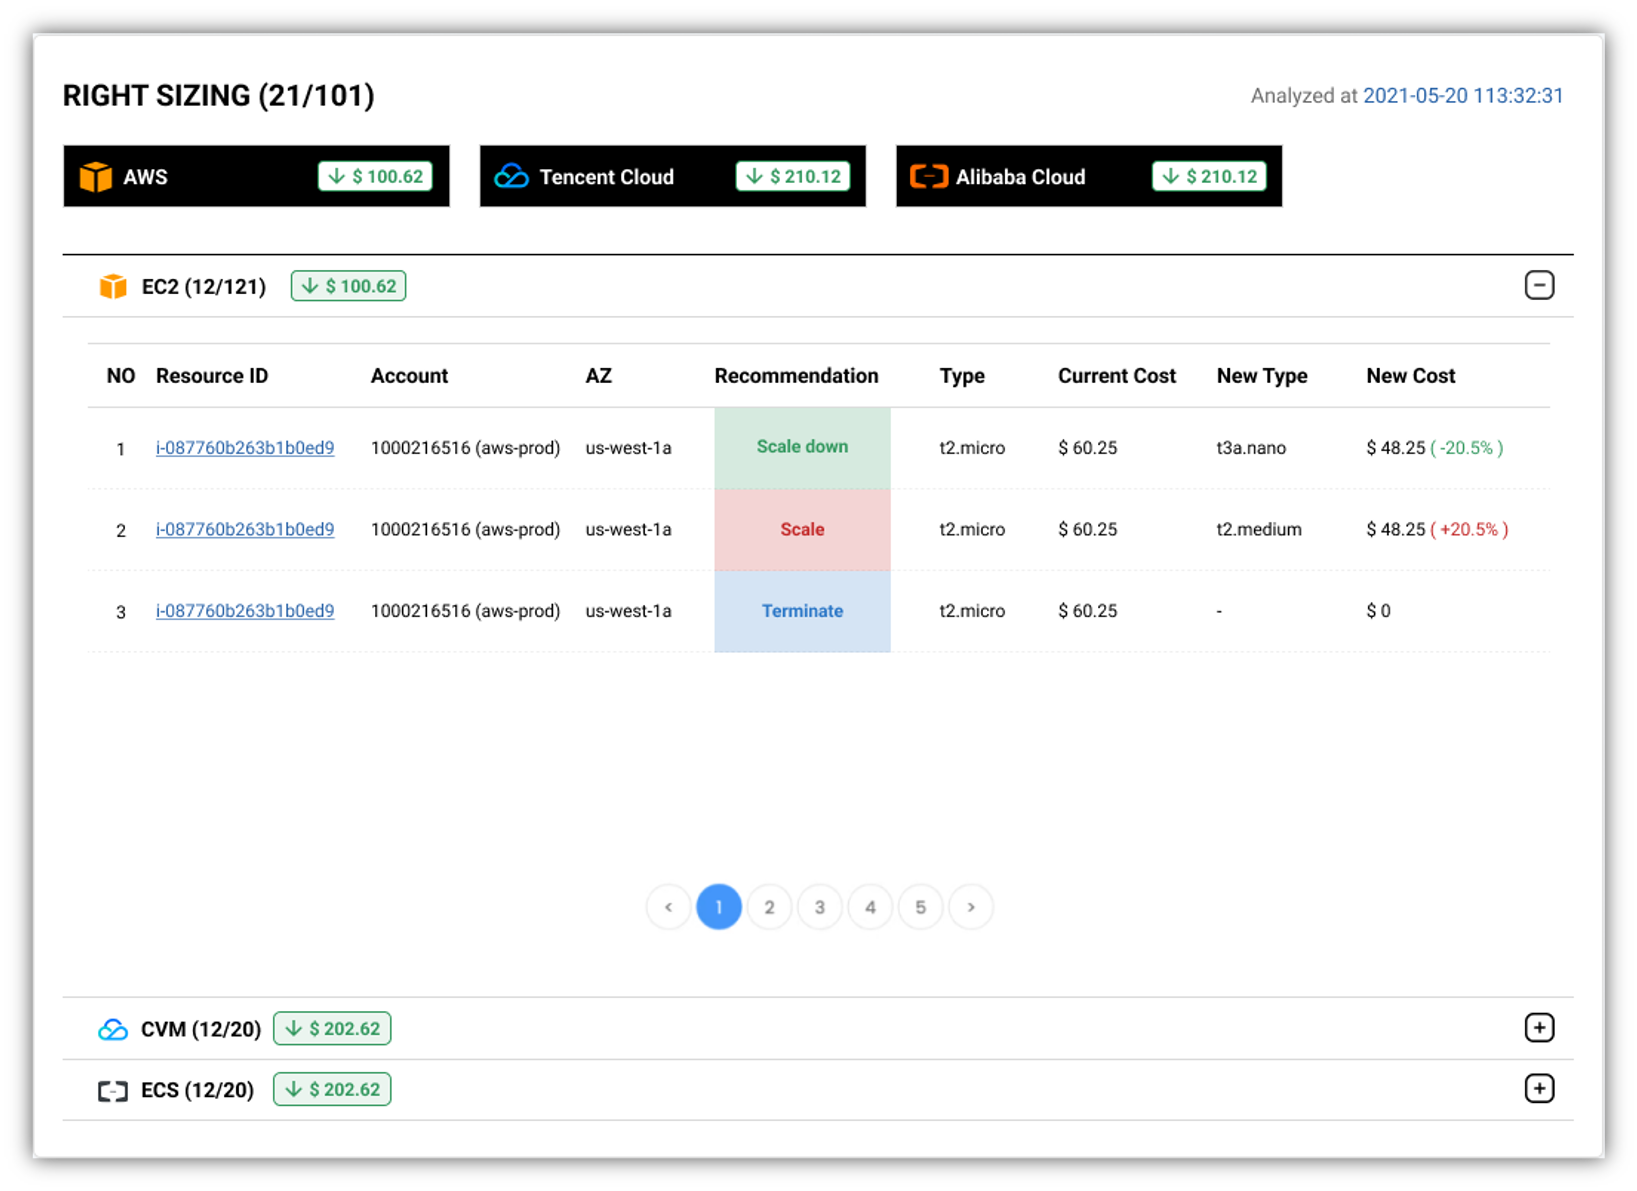 RIGHT SIZING (21/101)
Analyzed at 2021-05-20 113:32:31
AWS ↓ $ 100.62
Tencent Cloud ↓ $ 210.12
Alibaba Cloud ↓ $ 210.12
EC2 (12/121) ↓ $ 100.62
NO Resource ID Account AZ Recommendation Type Current Cost New Type New Cost
1 i-087760b263b1b0ed9 1000216516 (aws-prod) us-west-1a Scale down t2.micro $ 60.25 t3a.nano $ 48.25 ( -20.5% )
2 i-087760b263b1b0ed9 1000216516 (aws-prod) us-west-1a Scale t2.micro $ 60.25 t2.medium $ 48.25 ( +20.5% )
3 i-087760b263b1b0ed9 1000216516 (aws-prod) us-west-1a Terminate t2.micro $ 60.25 - $ 0
< 1 2 3 4 5 >
CVM (12/20) ↓ $ 202.62
ECS (12/20) ↓ $ 202.62